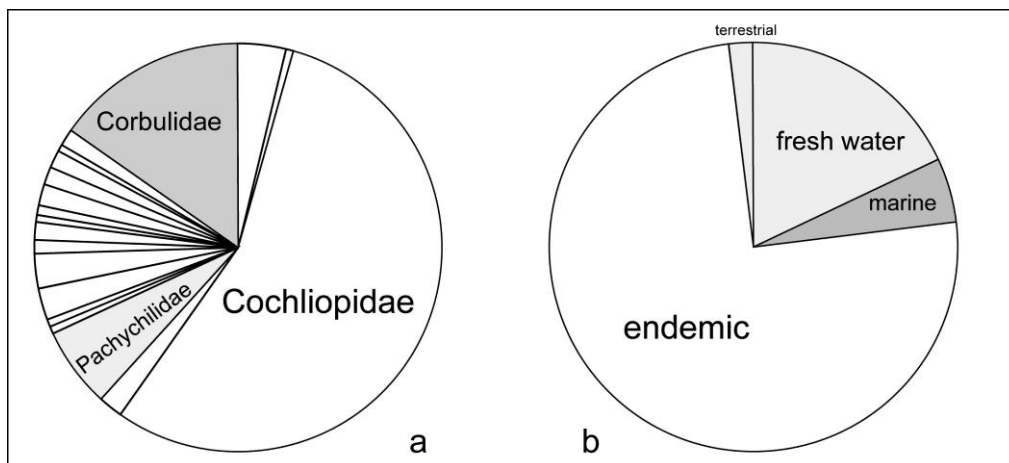 Corbulidae
Cochliopidae
Pachychilidae
a
terrestrial
fresh water
marine
endemic
b